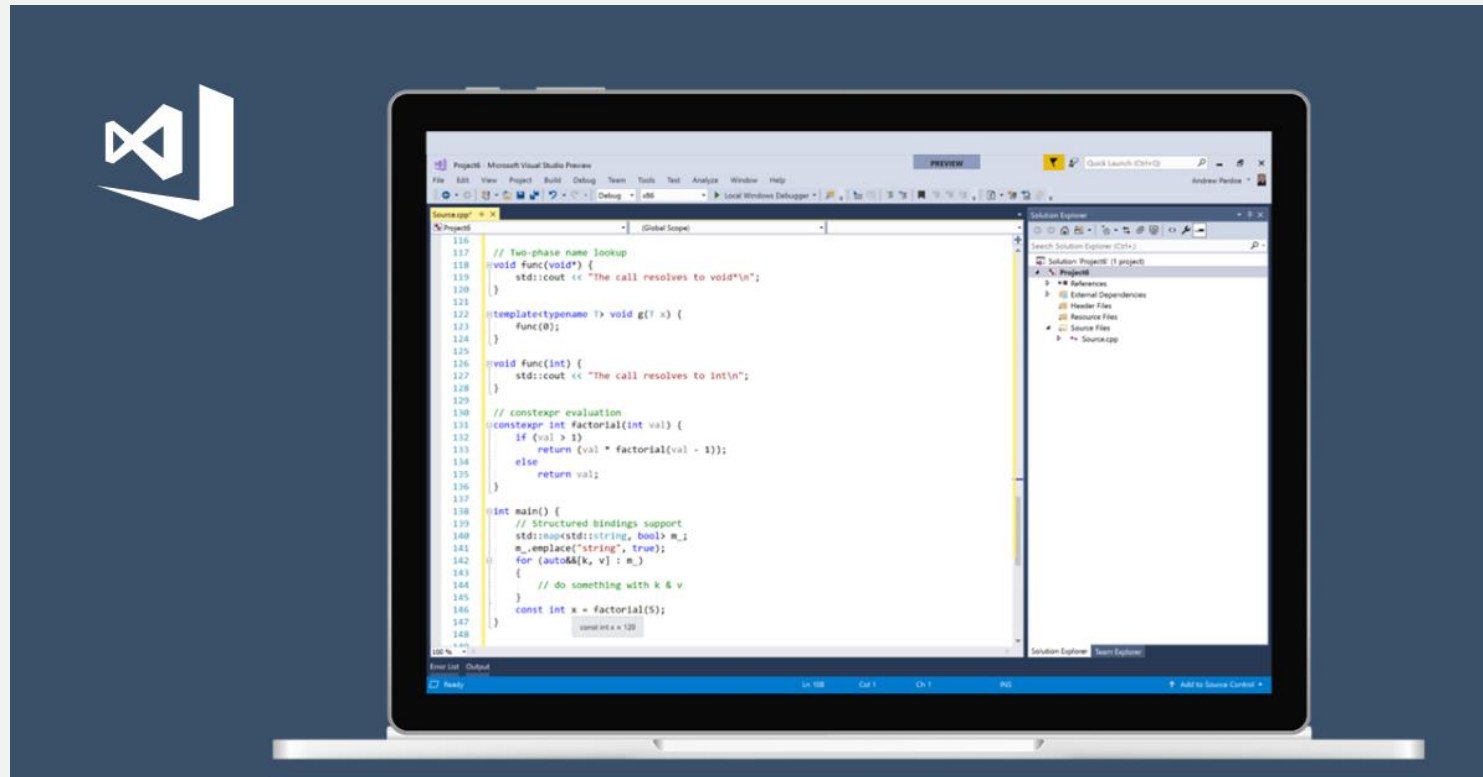 Project6 - Microsoft Visual Studio Preview
PREVIEW
Quick Launch (Ctrl+Q)
File Edit View Project Build Debug Team Tools Test Analyze Window Help
Andrew Pardoe
Debug x86 Local Windows Debugger
Source.cpp*
Project6 (Global Scope)
116
117 // Two-phase name lookup
118 void func(void*) {
119 std::cout << "The call resolves to void*\n";
120 }
121
122 template<typename T> void g(T x) {
123 func(0);
124 }
125
126 void func(int) {
127 std::cout << "The call resolves to int\n";
128 }
129
130 // constexpr evaluation
131 constexpr int factorial(int val) {
132 if (val > 1)
133 return (val * factorial(val - 1));
134 else
135 return val;
136 }
137
138 int main() {
139 // Structured bindings support
140 std::map<std::string, bool> m_;
141 m_.emplace("string", true);
142 for (auto&&[k, v] : m_)
143 {
144 // do something with k & v
145 }
146 const int x = factorial(5);
147 }
const int x = 120
148
100 %
Solution Explorer
Search Solution Explorer (Ctrl+;)
Solution 'Project6' (1 project)
Project6
References
External Dependencies
Header Files
Resource Files
Source Files
Source.cpp
Solution Explorer Team Explorer
Error List Output
Ready Ln 108 Col 1 Ch 1 INS Add to Source Control